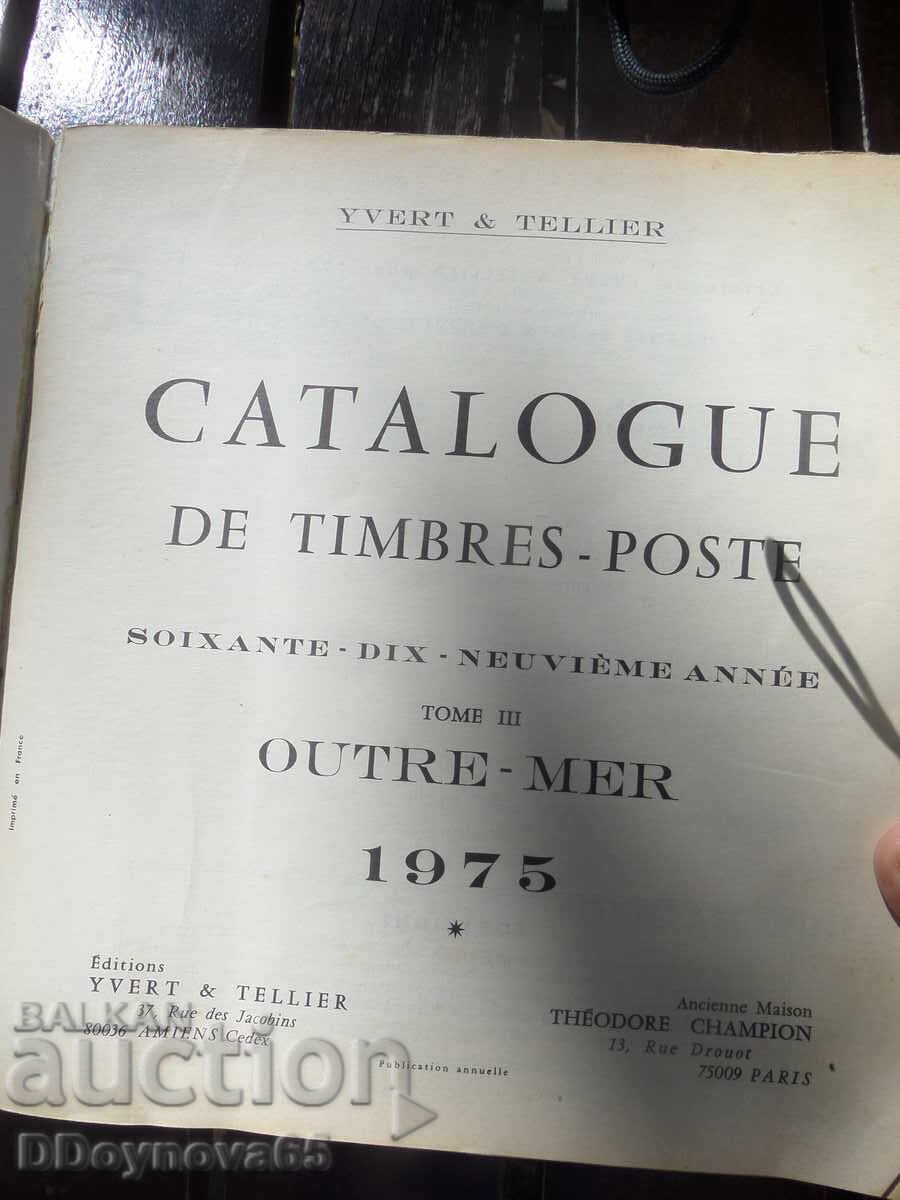 YVERT & TELLIER
CATALOGUE
DE TIMBRES-POSTE
SOIXANTE-DIX-NEUVIÈME ANNÉE
TOME III
OUTRE-MER
1975
Imprimé en France
Éditions
YVERT & TELLIER
37, Rue des Jacobins
80036 AMIENS Cedex
Publication annuelle
Ancienne Maison
THÉODORE CHAMPION
13, Rue Drouot
75009 PARIS
BALKAN
auction
DDoynova65